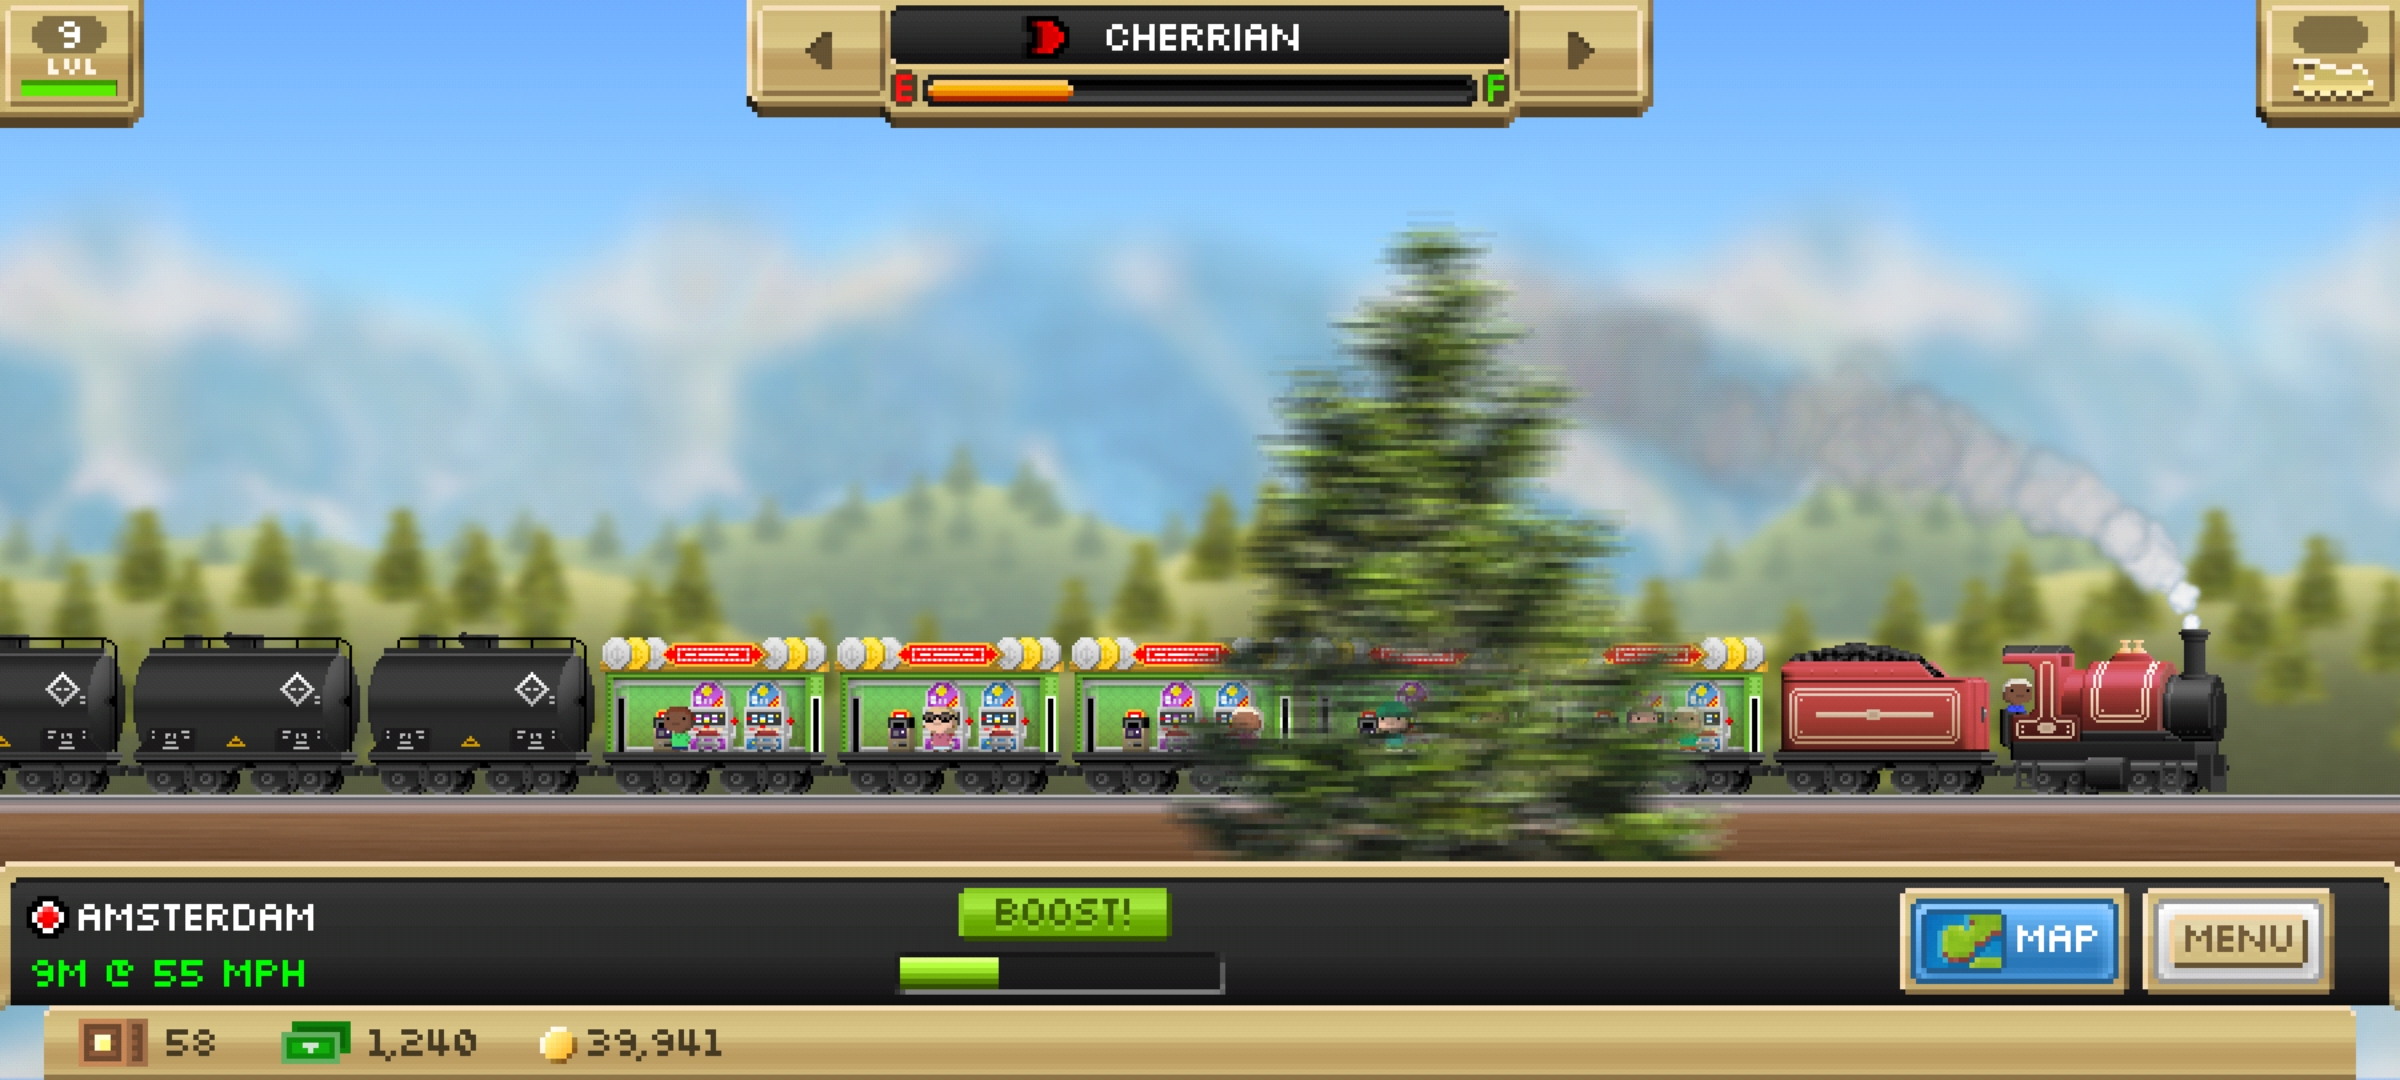 9
LVL
CHERRIAN
E
F
AMSTERDAM
9M @ 55 MPH
BOOST!
MAP
MENU
58
1,240
39,941